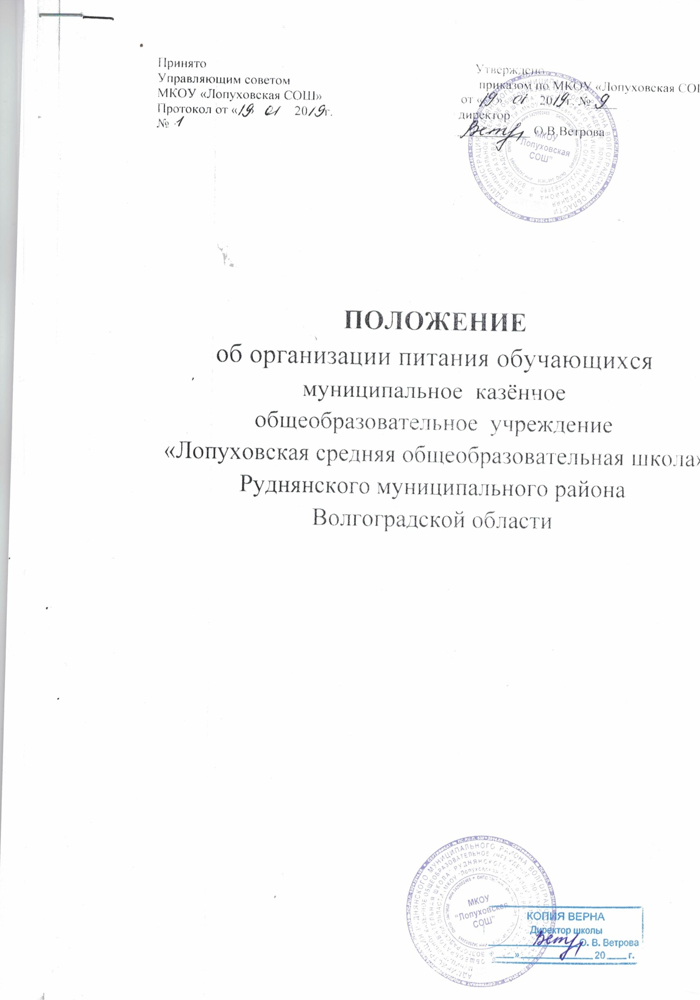 Принято
Управляющим советом
МКОУ «Лопуховская СОШ»
Протокол от «19» 01 2019г.
№ 1
Утверждено
приказом по МКОУ «Лопуховская СОШ
от «19» 01 2019г. № 9
директор
О.В.Ветрова
МКОУ
"Лопуховская
СОШ"
ПОЛОЖЕНИЕ
об организации питания обучающихся
муниципальное казённое
общеобразовательное учреждение
«Лопуховская средняя общеобразовательная школа»
Руднянского муниципального района
Волгоградской области
МКОУ
"Лопуховская
СОШ"
КОПИЯ ВЕРНА
Директор школы
О. В. Ветрова
» 20 г.